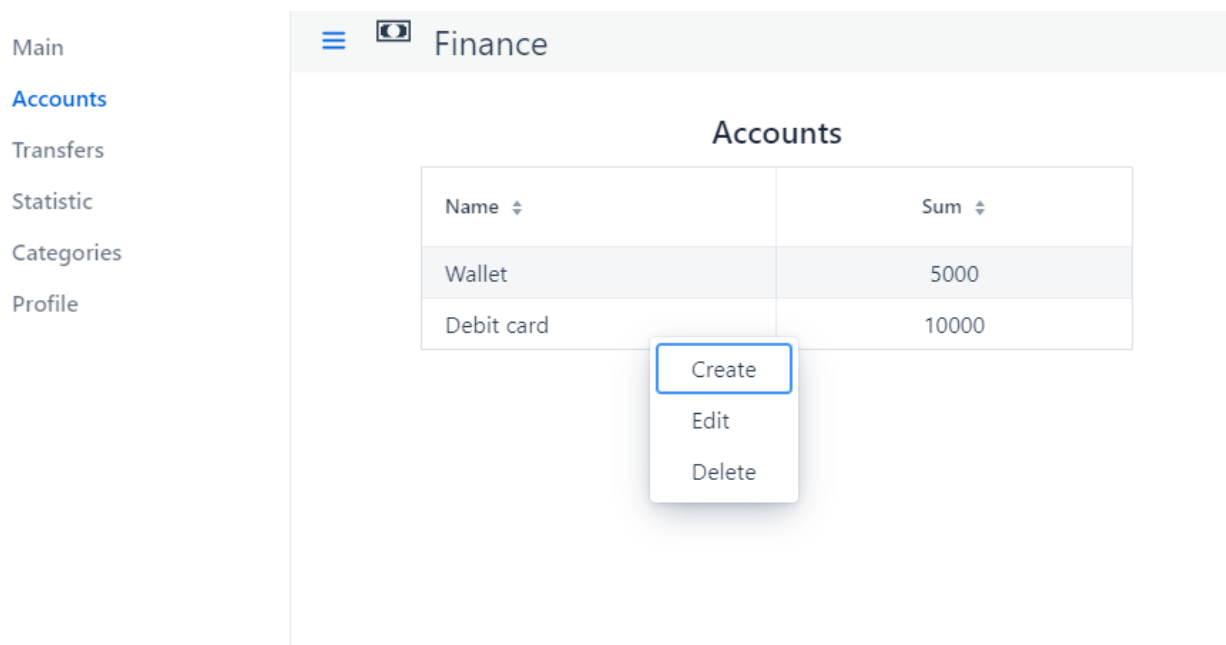 Main
Accounts
Transfers
Statistic
Categories
Profile
Finance
Accounts
Name Sum
Wallet 5000
Debit card 10000
Create
Edit
Delete